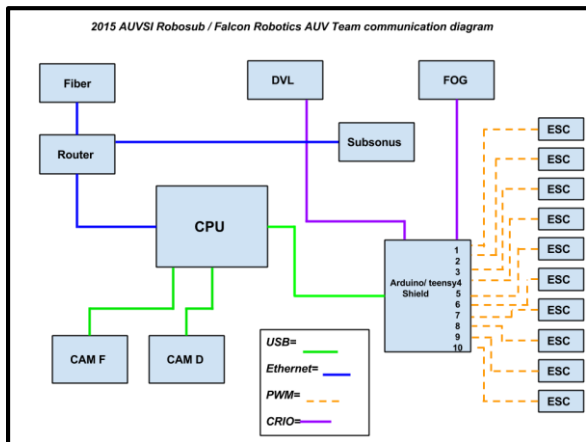 2015 AUVSI Robosub / Falcon Robotics AUV Team communication diagram
Fiber
DVL
FOG
Router
Subsonus
CPU
CAM F
CAM D
Arduino/ teensy
Shield
1
2
3
4
5
6
7
8
9
10
ESC
ESC
ESC
ESC
ESC
ESC
ESC
ESC
ESC
ESC
USB=
Ethernet=
PWM=
CRIO=